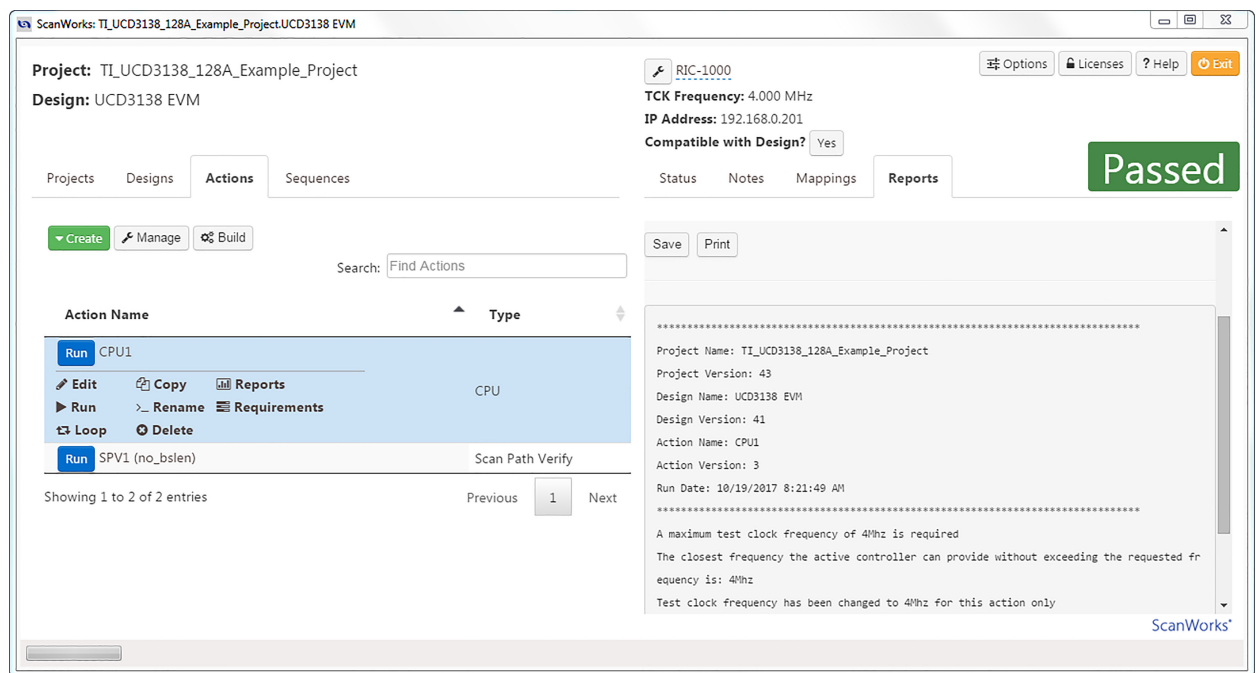 ScanWorks: TI_UCD3138_128A_Example_Project.UCD3138 EVM
Project: TI_UCD3138_128A_Example_Project
Design: UCD3138 EVM
RIC-1000
TCK Frequency: 4.000 MHz
IP Address: 192.168.0.201
Compatible with Design? Yes
Options Licenses ? Help Exit
Passed
Projects Designs Actions Sequences
Status Notes Mappings Reports
Create Manage Build
Search: Find Actions
Action Name Type
Run CPU1
Edit Copy Reports
Run Rename Requirements
Loop Delete
CPU
Run SPV1 (no_bslen) Scan Path Verify
Showing 1 to 2 of 2 entries
Previous 1 Next
Save Print
********************************************************************************
Project Name: TI_UCD3138_128A_Example_Project
Project Version: 43
Design Name: UCD3138 EVM
Design Version: 41
Action Name: CPU1
Action Version: 3
Run Date: 10/19/2017 8:21:49 AM
********************************************************************************
A maximum test clock frequency of 4Mhz is required
The closest frequency the active controller can provide without exceeding the requested fr
equency is: 4Mhz
Test clock frequency has been changed to 4Mhz for this action only
ScanWorks*